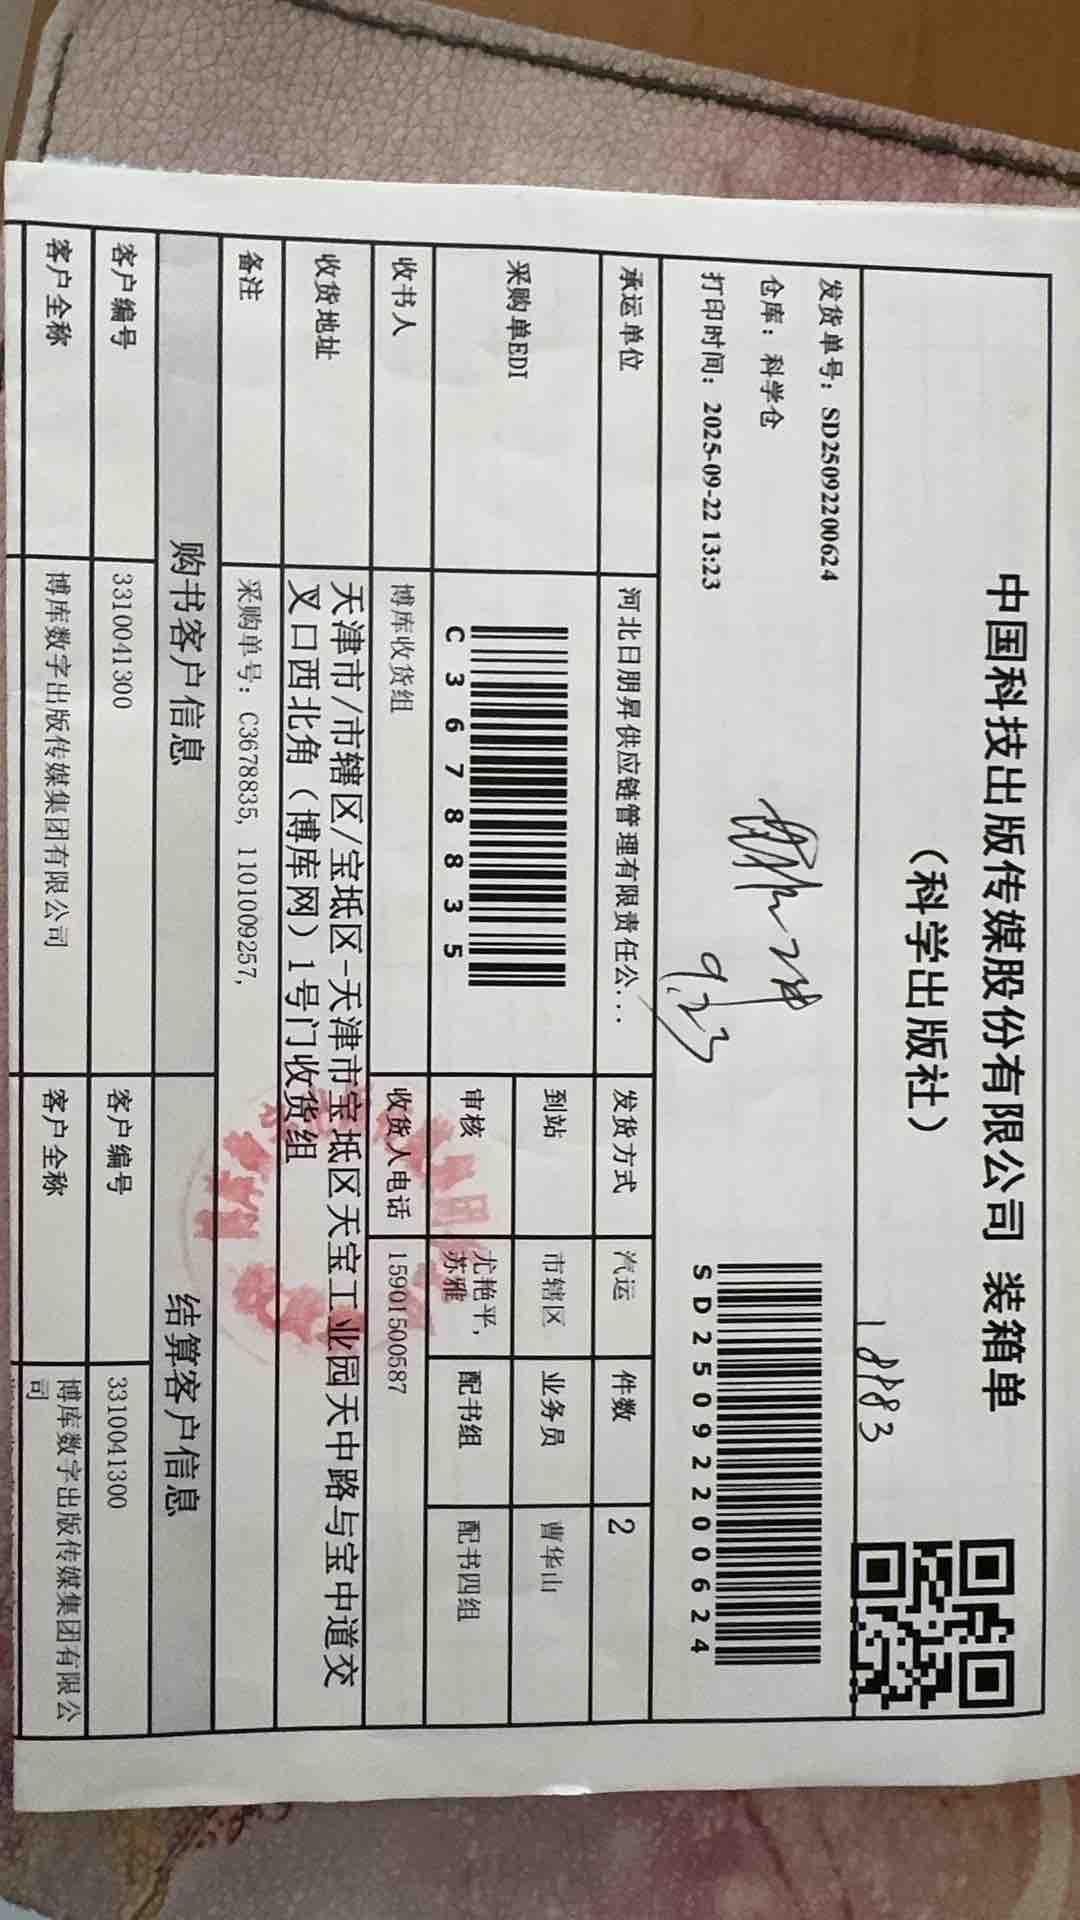 中国科技出版传媒股份有限公司 装箱单
（科学出版社）
18883
发货单号：SD25092200624
仓库：科学仓
打印时间：2025-09-22 13:23
9.23
SD25092200624
承运单位 河北日朋昇供应链管理有限责任公... 发货方式 汽运 件数 2
采购单EDI
C3678835
到站 市辖区 业务员 曹华山
审核 尤艳平, 苏雅 配书组 配书四组
收书人 博库收货组 收货人电话 15901500587
收货地址 天津市/市辖区/宝坻区-天津市宝坻区天宝工业园天中路与宝中道交
叉口西北角（博库网）1号门收货组
备注 采购单号：C3678835, 1101009257,
购书客户信息 结算客户信息
客户编号 3310041300 客户编号 3310041300
客户全称 博库数字出版传媒集团有限公司 客户全称 博库数字出版传媒集团有限公
司